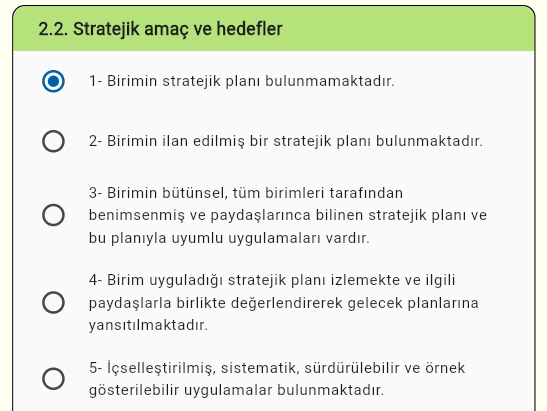 2.2. Stratejik amaç ve hedefler
1- Birimin stratejik planı bulunmamaktadır.
2- Birimin ilan edilmiş bir stratejik planı bulunmaktadır.
3- Birimin bütünsel, tüm birimleri tarafından
benimsenmiş ve paydaşlarınca bilinen stratejik planı ve
bu planıyla uyumlu uygulamaları vardır.
4- Birim uyguladığı stratejik planı izlemekte ve ilgili
paydaşlarla birlikte değerlendirerek gelecek planlarına
yansıtılmaktadır.
5- İçselleştirilmiş, sistematik, sürdürülebilir ve örnek
gösterilebilir uygulamalar bulunmaktadır.